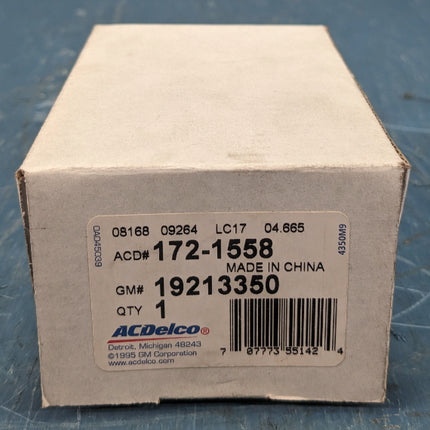 08168 09264 LC17 04.665
ACD# 172-1558
MADE IN CHINA
GM# 19213350
QTY 1
ACDelco®
Detroit, Michigan 48243
©1995 GM Corporation
www.acdelco.com
7 07773 55142 4
OAD45039
4350M9